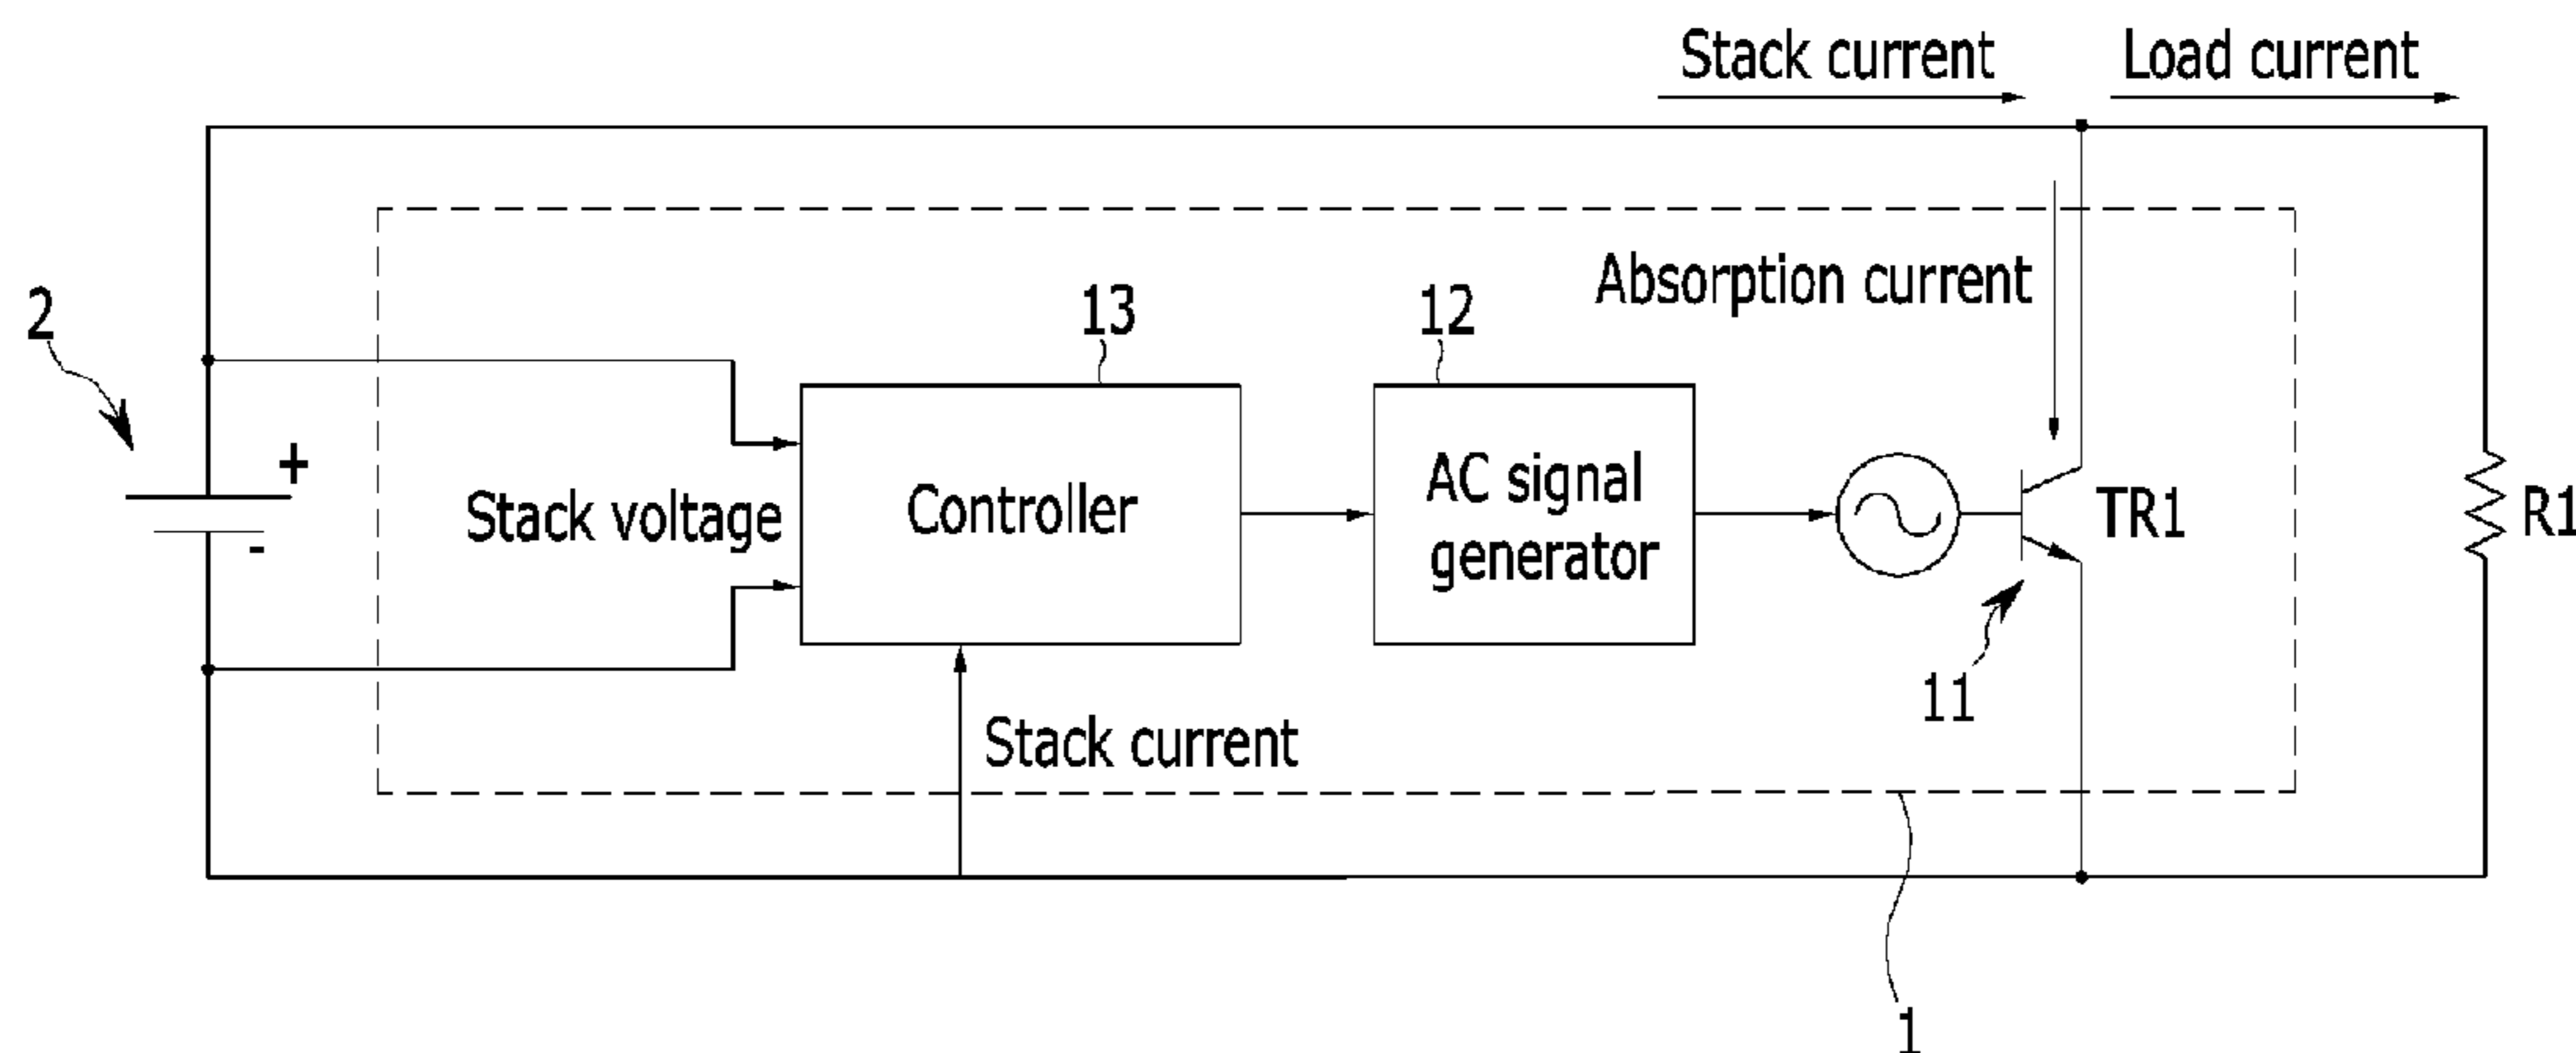 Stack current
Load current
Absorption current
2
13
12
+
-
Stack voltage
Controller
AC signal
generator
TR1
R1
11
Stack current
1